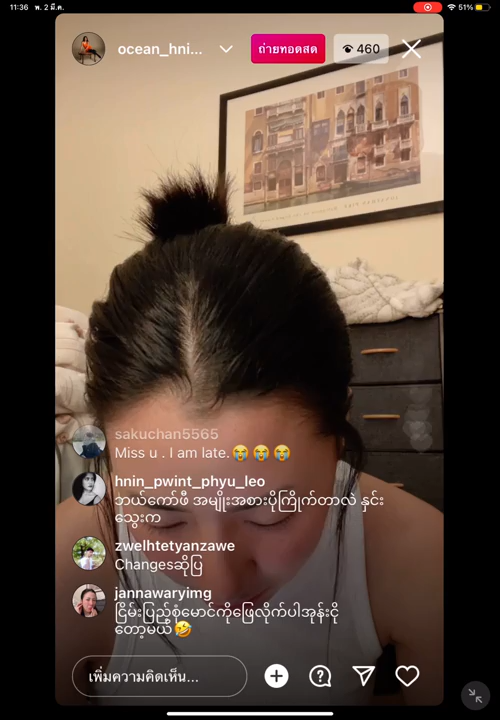 11:36 พ. 2 มี.ค.
51%
ocean_hni...
ถ่ายทอดสด
460
sakuchan5565
Miss u . I am late.😭😭😭
hnin_pwint_phyu_leo
ဘယ်ကော်ဖီ အမျိုးအစားပိုကြိုက်တာလဲ နှင်း
သွေးက
zwelhtetyanzawe
Changesဆိုပြ
jannawaryimg
ငြိမ်းပြည့်စုံမောင်ကိုဖြေလိုက်ပါအုန်းငို
တော့မယ်🤣
เพิ่มความคิดเห็น...